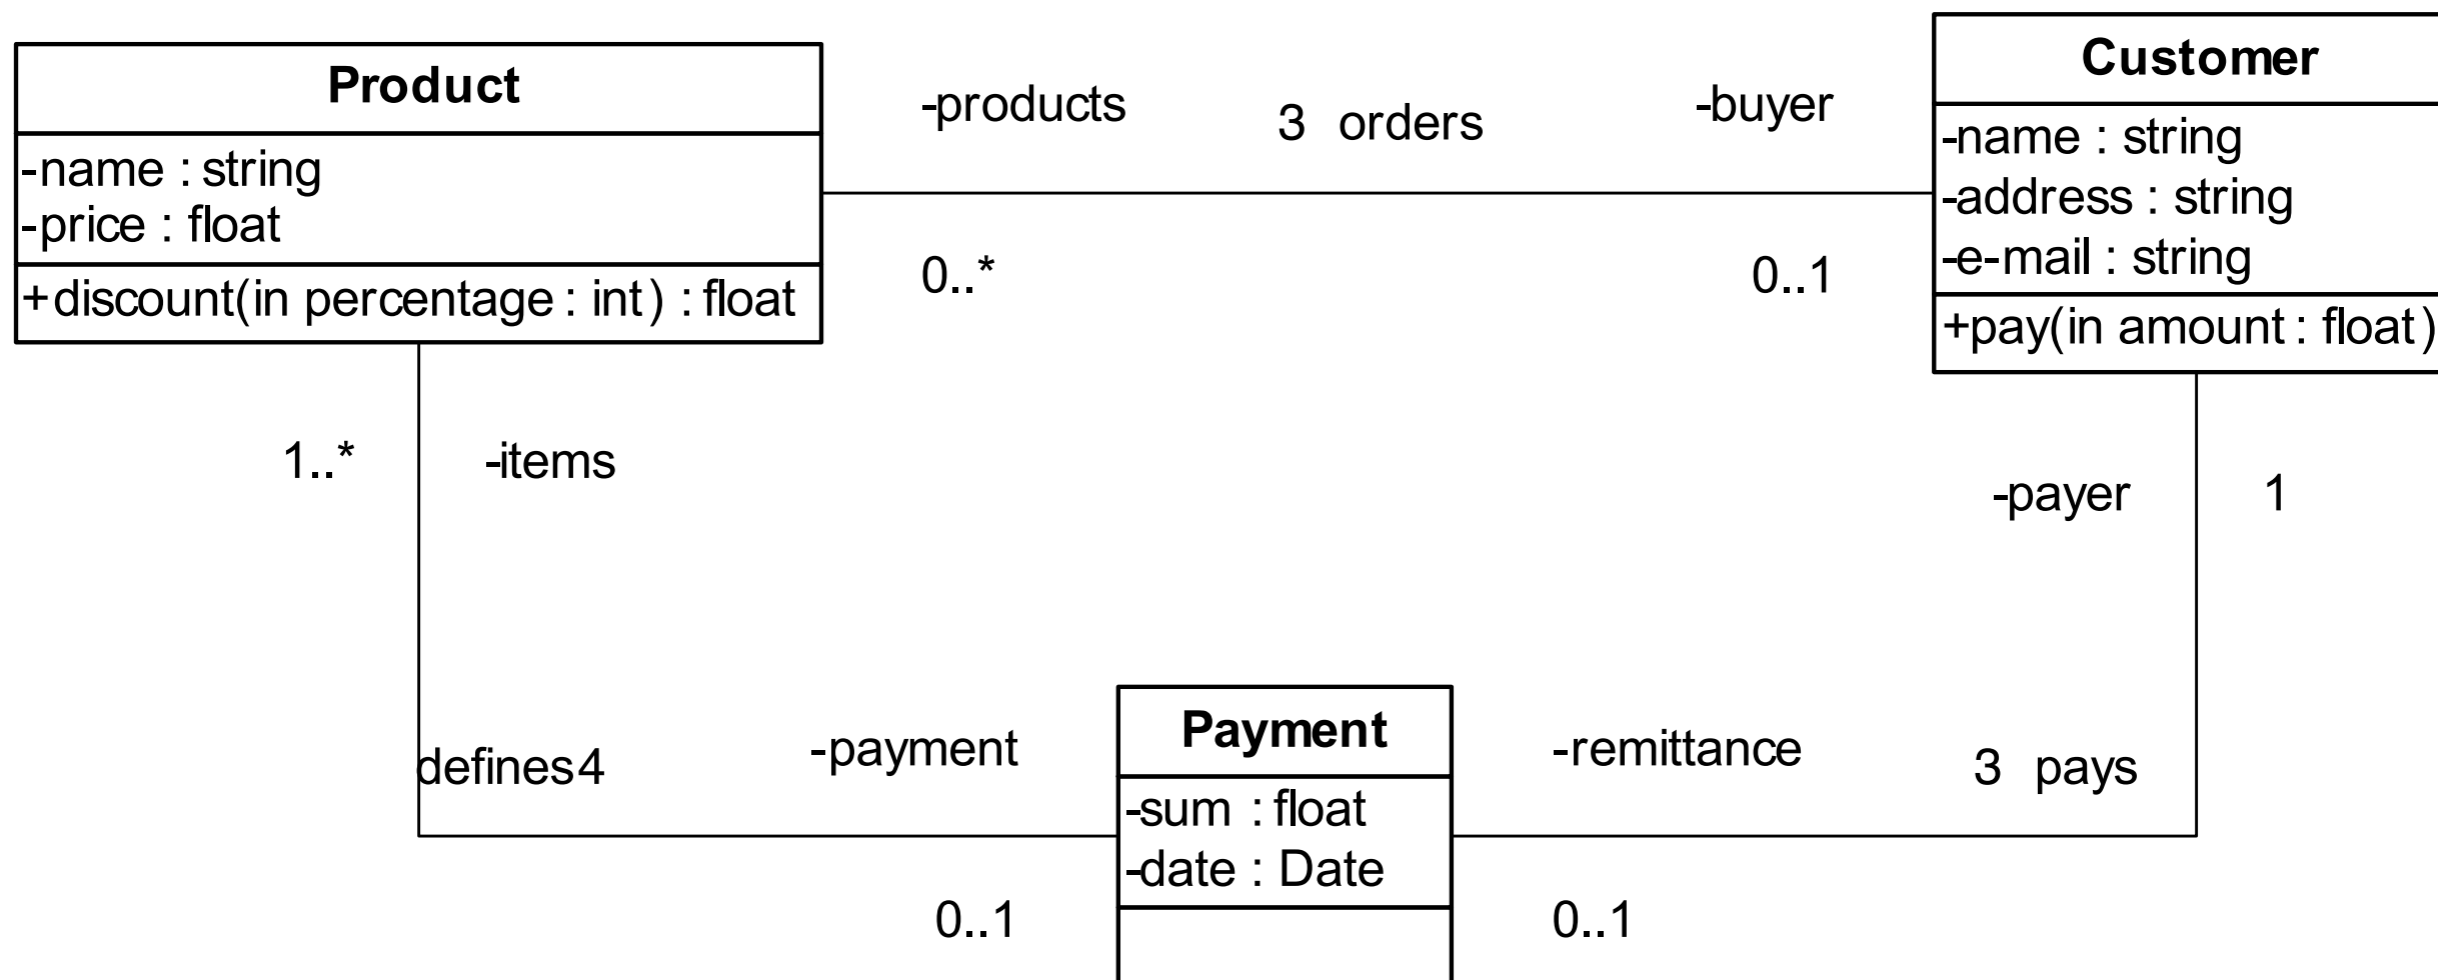 Product
-name : string
-price : float
+discount(in percentage : int) : float
-products
3 orders
-buyer
0..*
0..1
Customer
-name : string
-address : string
-e-mail : string
+pay(in amount : float)
1..*
-items
-payer
1
defines4
-payment
0..1
Payment
-sum : float
-date : Date
-remittance
3 pays
0..1